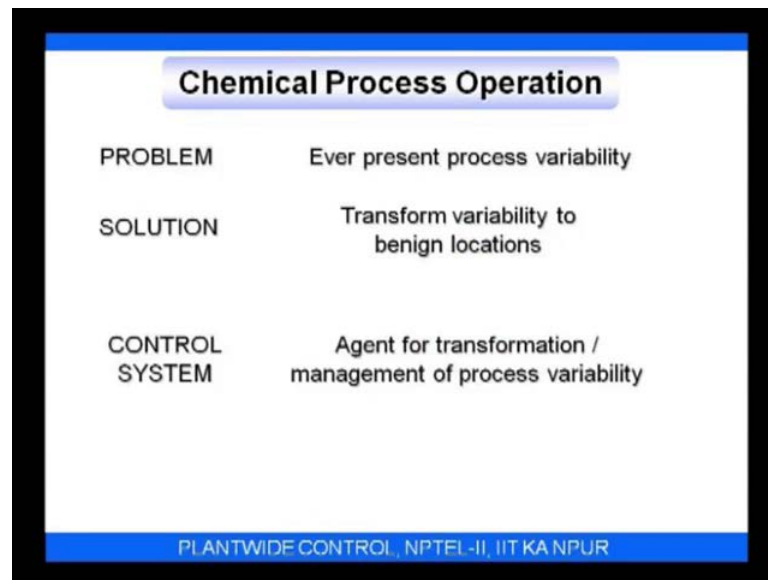 Chemical Process Operation
PROBLEM Ever present process variability
SOLUTION Transform variability to
benign locations
CONTROL Agent for transformation /
SYSTEM management of process variability
PLANTWIDE CONTROL, NPTEL-II, IIT KANPUR